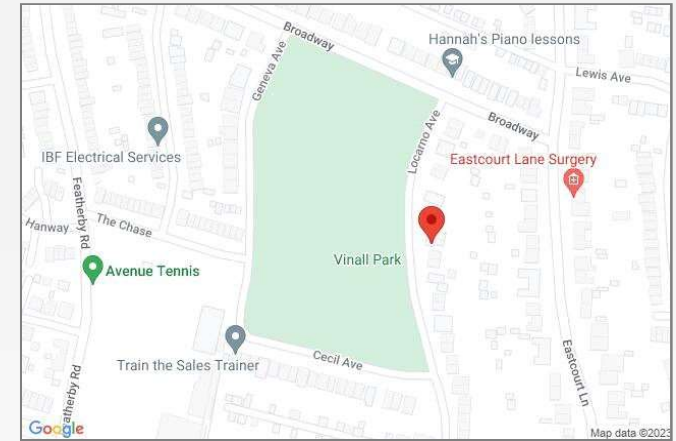 Broadway
Geneva Ave
Hannah's Piano lessons
Lewis Ave
Broadway
Locarno Ave
IBF Electrical Services
Eastcourt Lane Surgery
Featherby Rd
The Chase
Hanway
Vinall Park
Avenue Tennis
Train the Sales Trainer
Cecil Ave
Eastcourt Ln
atherby Rd
Google
Map data ©2023